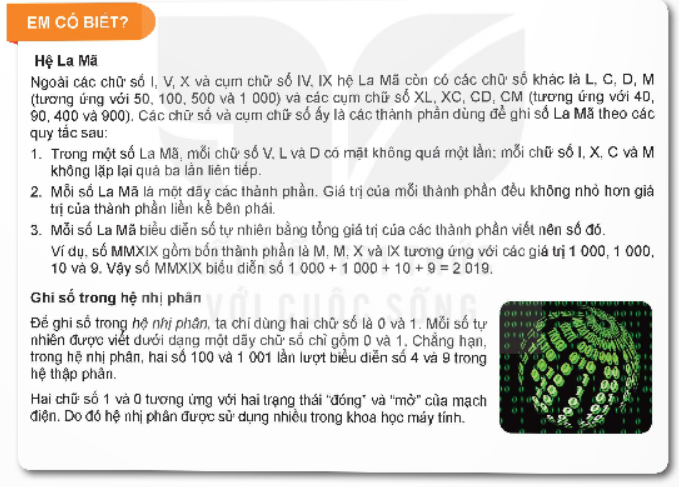 EM CÓ BIẾT?
Hệ La Mã
Ngoài các chữ số I, V, X và cụm chữ số IV, IX hệ La Mã còn có các chữ số khác là L, C, D, M
(tương ứng với 50, 100, 500 và 1 000) và các cụm chữ số XL, XC, CD, CM (tương ứng với 40,
90, 400 và 900). Các chữ số và cụm chữ số ấy là các thành phần dùng để ghi số La Mã theo các
quy tắc sau:
1. Trong một số La Mã, mỗi chữ số V, L và D có mặt không quá một lần; mỗi chữ số I, X, C và M
không lặp lại quá ba lần liên tiếp.
2. Mỗi số La Mã là một dãy các thành phần. Giá trị của mỗi thành phần đều không nhỏ hơn giá
trị của thành phần liền kề bên phải.
3. Mỗi số La Mã biểu diễn số tự nhiên bằng tổng giá trị của các thành phần viết nên số đó.
Ví dụ, số MMXIX gồm bốn thành phần là M, M, X và IX tương ứng với các giá trị 1 000, 1 000,
10 và 9. Vậy số MMXIX biểu diễn số 1 000 + 1 000 + 10 + 9 = 2 019.
Ghi số trong hệ nhị phân
VỚI CUỘC SỐNG
Để ghi số trong hệ nhị phân, ta chỉ dùng hai chữ số là 0 và 1. Mỗi số tự
nhiên được viết dưới dạng một dãy chữ số chỉ gồm 0 và 1. Chẳng hạn,
trong hệ nhị phân, hai số 100 và 1 001 lần lượt biểu diễn số 4 và 9 trong
hệ thập phân.
Hai chữ số 1 và 0 tương ứng với hai trạng thái "đóng" và "mở" của mạch
điện. Do đó hệ nhị phân được sử dụng nhiều trong khoa học máy tính.